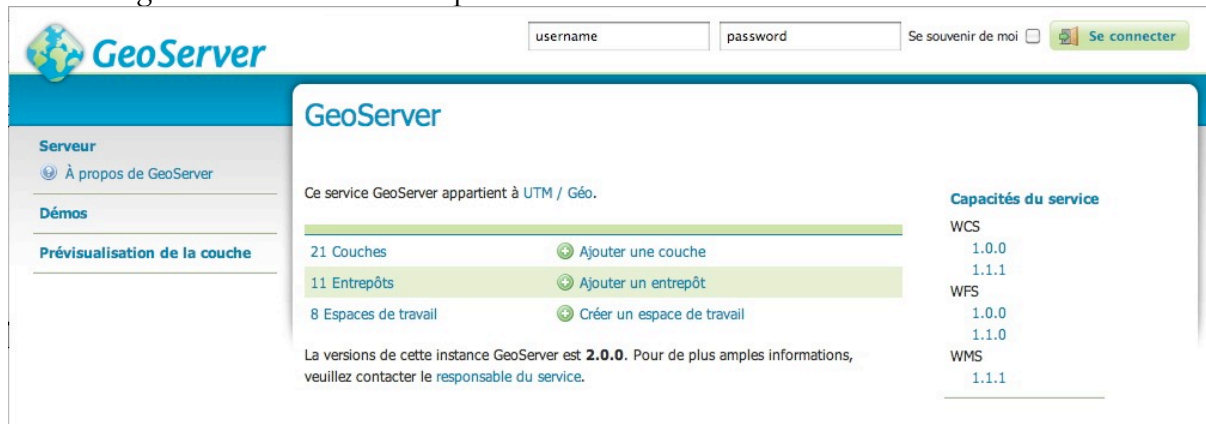 GeoServer
username
password
Se souvenir de moi
Se connecter
Serveur
À propos de GeoServer
Démos
Prévisualisation de la couche
GeoServer
Ce service GeoServer appartient à UTM / Géo.
21 Couches
Ajouter une couche
11 Entrepôts
Ajouter un entrepôt
8 Espaces de travail
Créer un espace de travail
La versions de cette instance GeoServer est 2.0.0. Pour de plus amples informations,
veuillez contacter le responsable du service.
Capacités du service
WCS
1.0.0
1.1.1
WFS
1.0.0
1.1.0
WMS
1.1.1